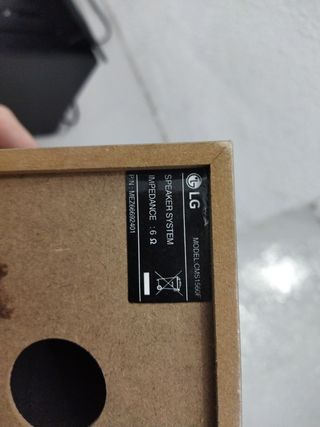 LG
MODEL:CMS1560F
SPEAKER SYSTEM
IMPEDANCE : 6 Ω
P/N : MEZ66692401